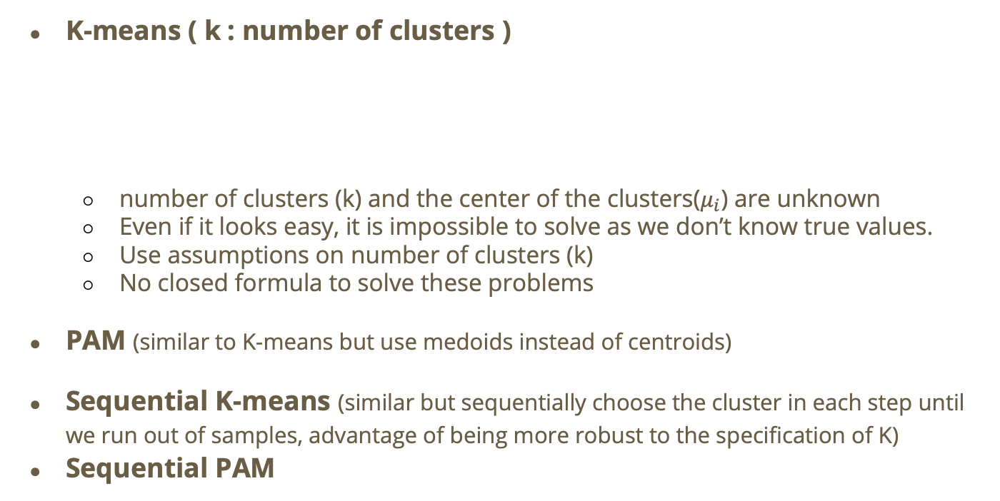 • K-means ( k : number of clusters )
○ number of clusters (k) and the center of the clusters(μᵢ) are unknown
○ Even if it looks easy, it is impossible to solve as we don’t know true values.
○ Use assumptions on number of clusters (k)
○ No closed formula to solve these problems
• PAM (similar to K-means but use medoids instead of centroids)
• Sequential K-means (similar but sequentially choose the cluster in each step until
we run out of samples, advantage of being more robust to the specification of K)
• Sequential PAM